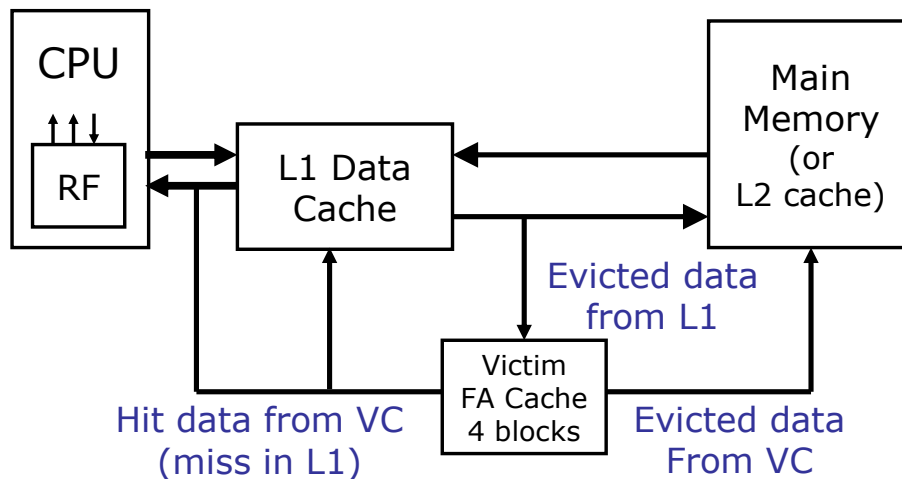 CPU
RF
L1 Data
Cache
Main
Memory
(or
L2 cache)
Evicted data
from L1
Victim
FA Cache
4 blocks
Hit data from VC
(miss in L1)
Evicted data
From VC